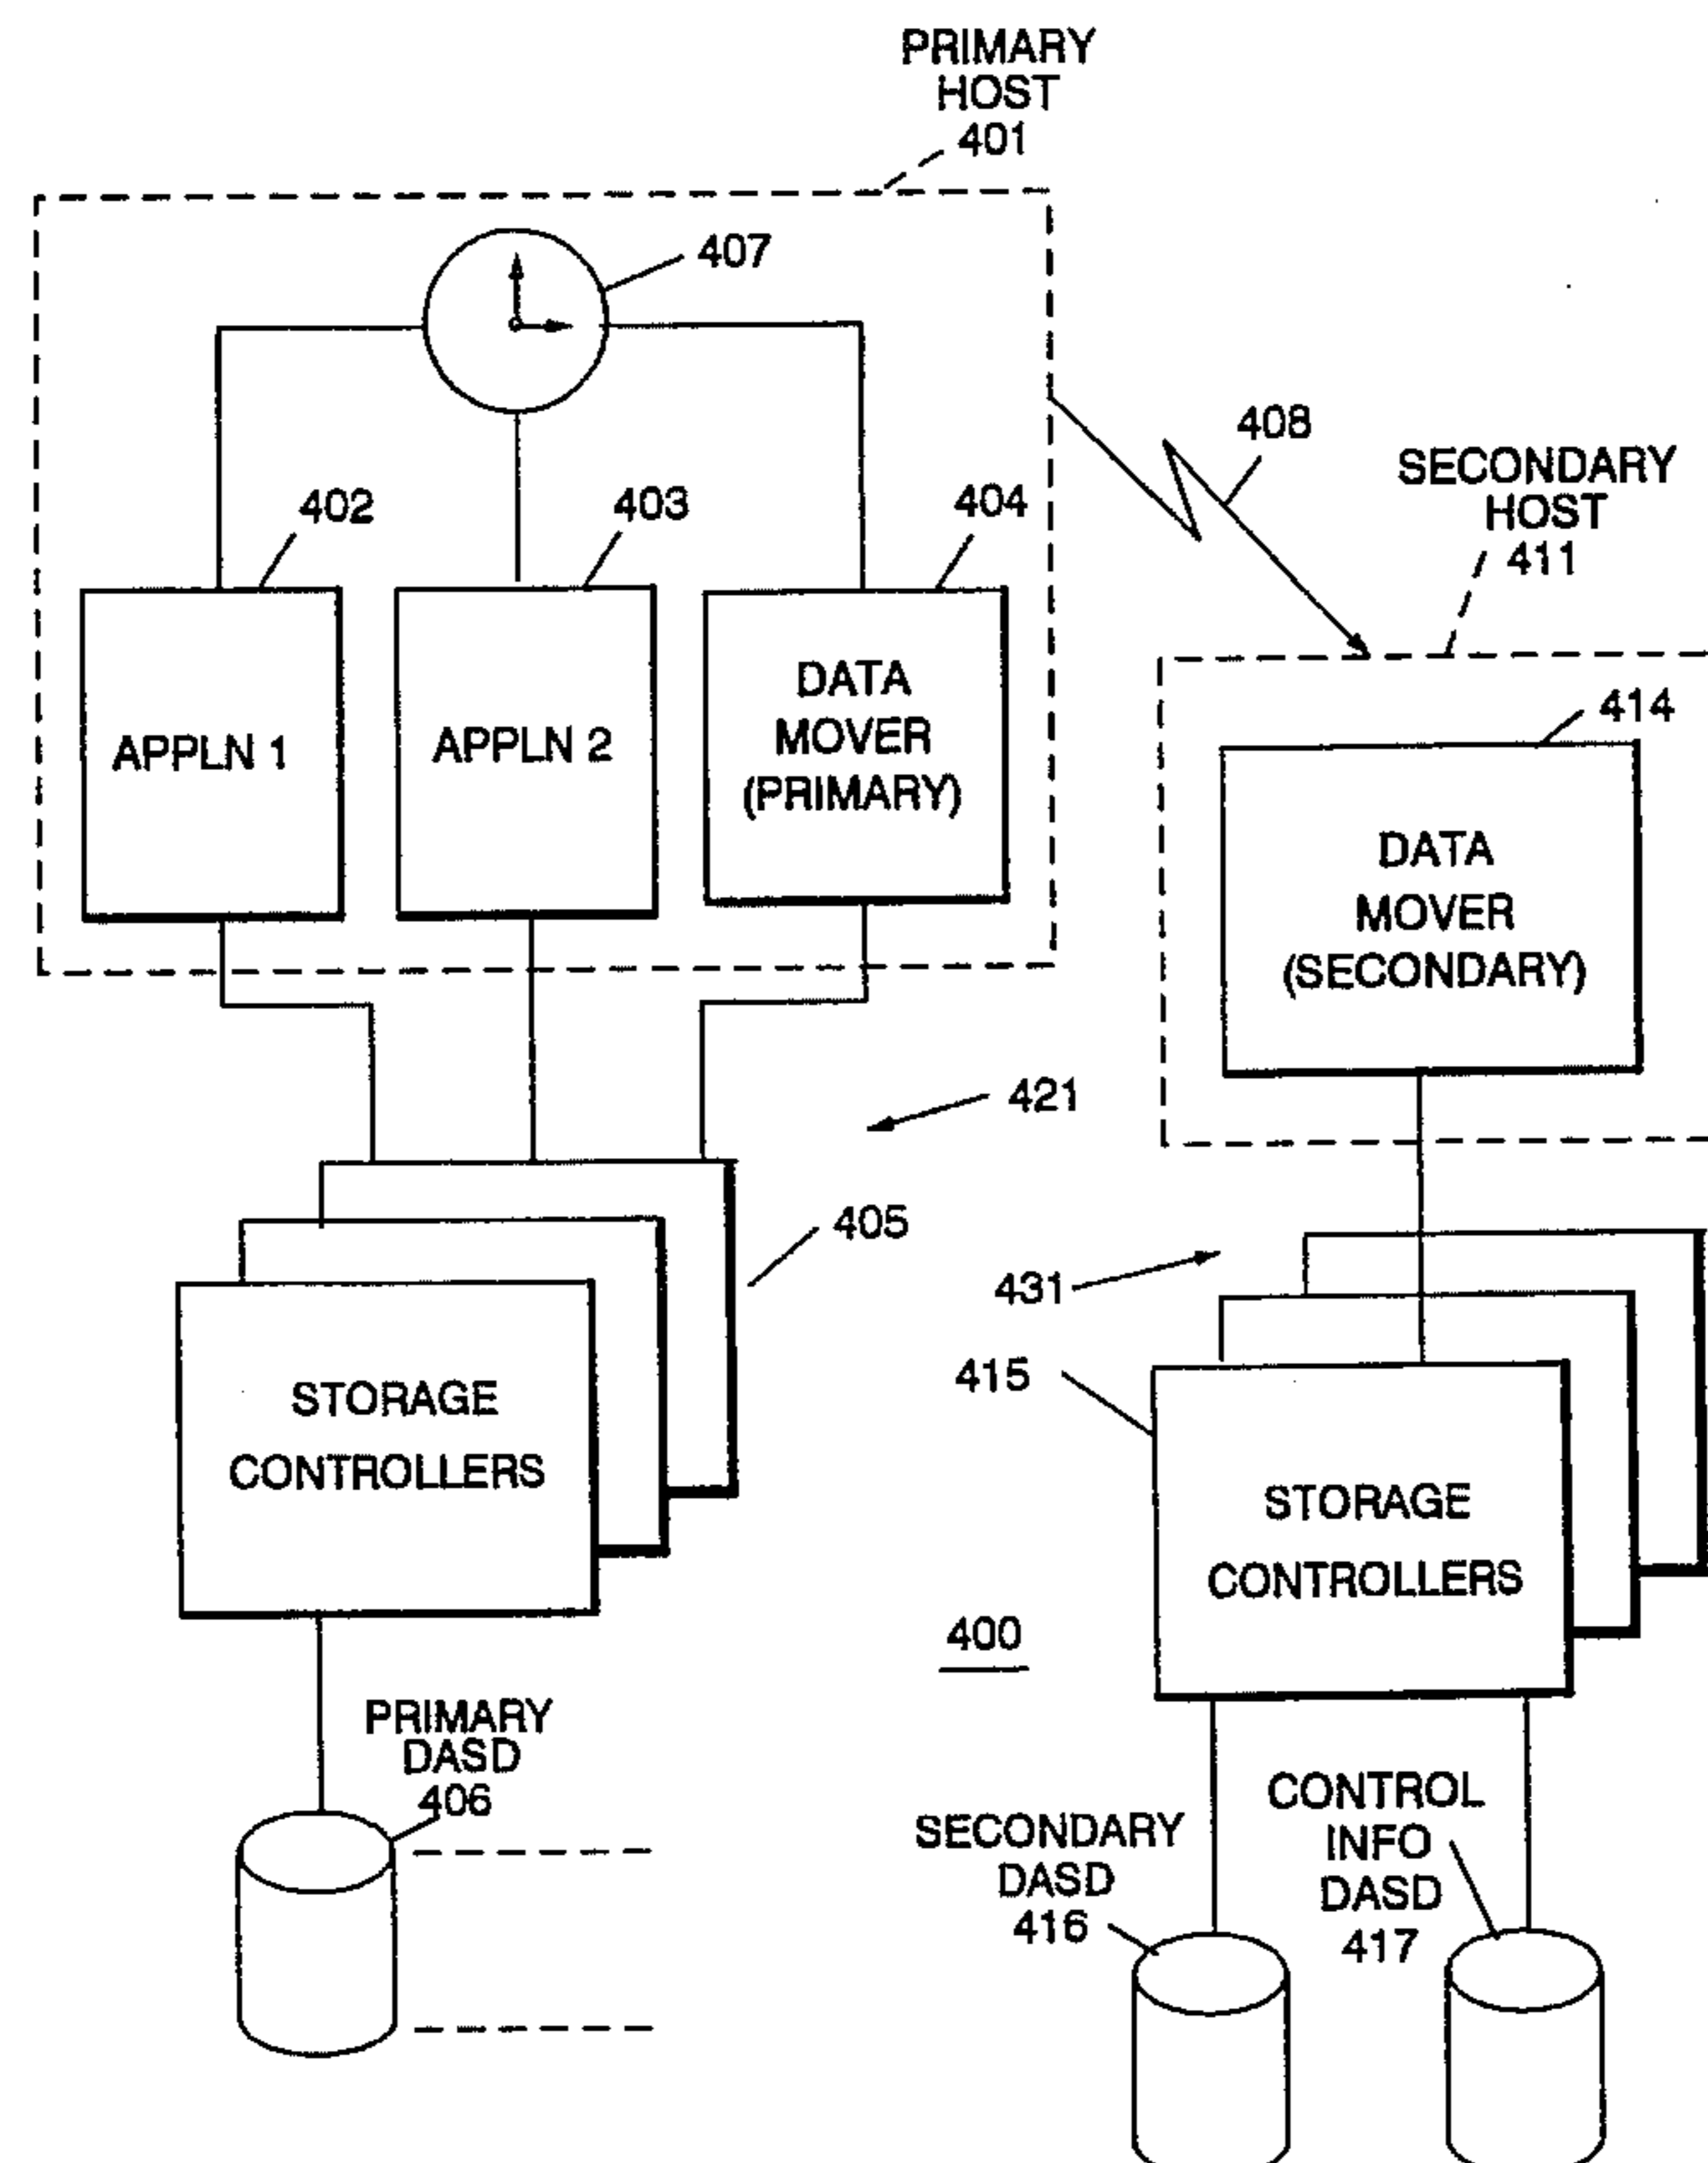 PRIMARY
HOST
401
407
408
SECONDARY
HOST
411
402
403
404
APPLN 1
APPLN 2
DATA
MOVER
(PRIMARY)
414
DATA
MOVER
(SECONDARY)
421
405
431
415
STORAGE
CONTROLLERS
STORAGE
CONTROLLERS
400
PRIMARY
DASD
406
SECONDARY
DASD
416
CONTROL
INFO
DASD
417